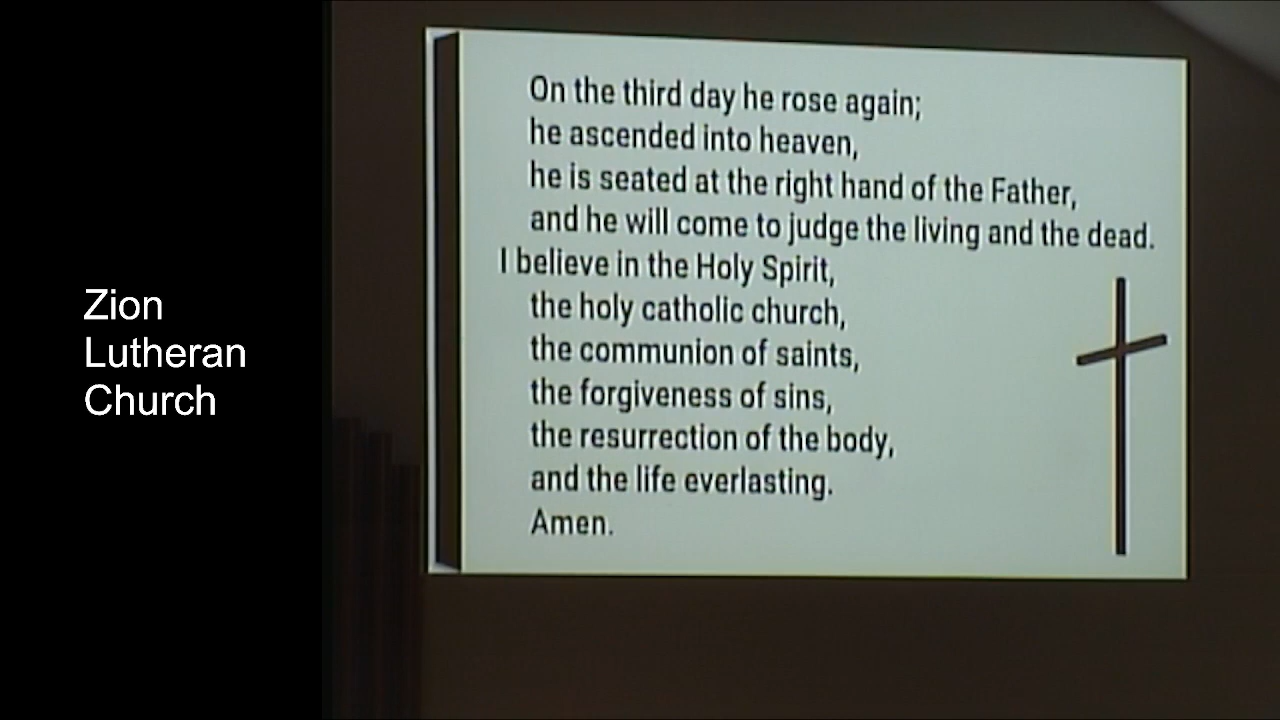 Zion
Lutheran
Church
On the third day he rose again;
he ascended into heaven,
he is seated at the right hand of the Father,
and he will come to judge the living and the dead.
I believe in the Holy Spirit,
the holy catholic church,
the communion of saints,
the forgiveness of sins,
the resurrection of the body,
and the life everlasting.
Amen.